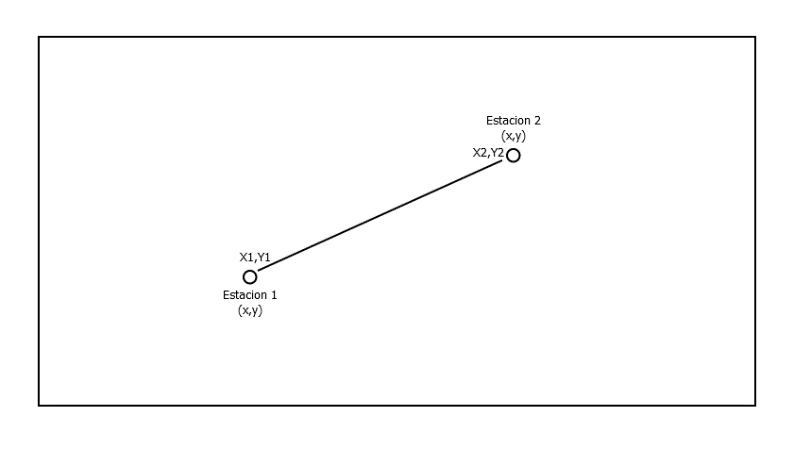 Estacion 2
(x,y)
X2,Y2
X1,Y1
Estacion 1
(x,y)